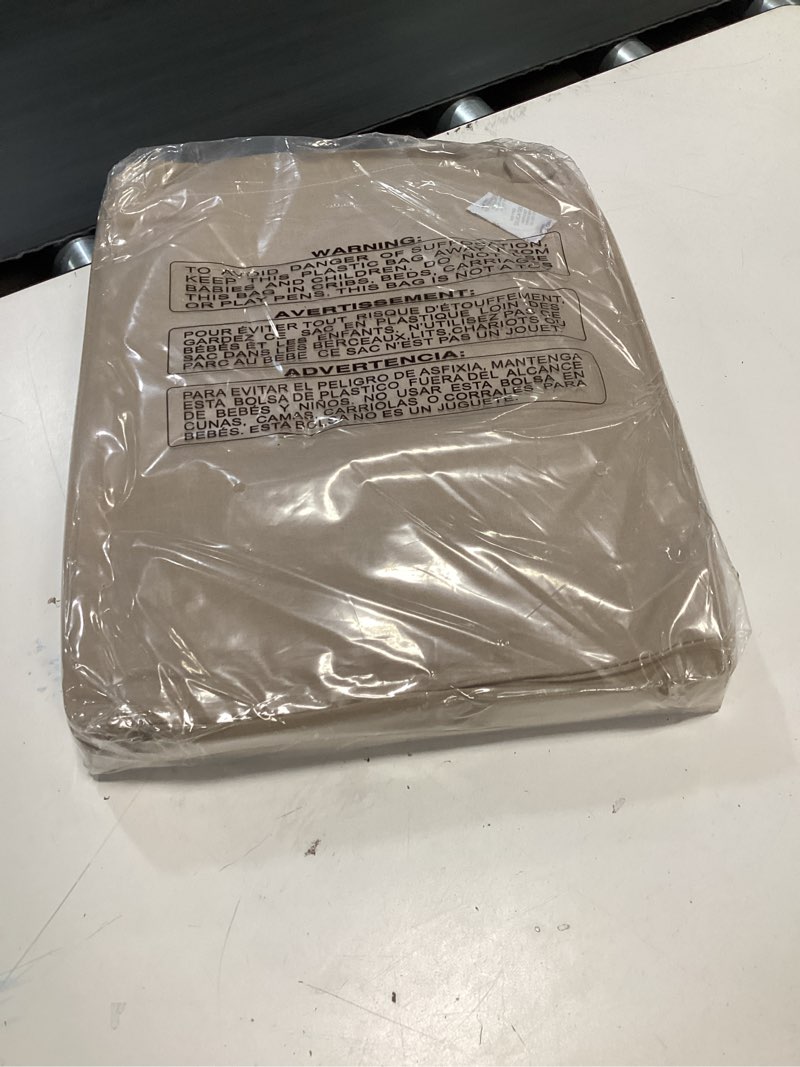 WARNING:
TO AVOID DANGER OF SUFFOCATION,
KEEP THIS PLASTIC BAG AWAY FROM
BABIES AND CHILDREN. DO NOT
THIS BAG IN CRIBS, BEDS, CARRIAGE
OR PLAY PENS. THIS BAG IS NOT A
AVERTISSEMENT:
POUR ÉVITER TOUT RISQUE D'ÉTOUFFEMENT,
GARDEZ CE SAC EN PLASTIQUE LOIN DES
BÉBÉS ET LES ENFANTS. N'UTILISEZ PAS CE
SAC DANS LES BERCEAUX, LITS, CHARIOTS OU
PARC AU BÉBÉ CE SAC N'EST PAS UN JOUET.
ADVERTENCIA:
PARA EVITAR EL PELIGRO DE ASFIXIA, MANTENGA
ESTA BOLSA DE PLASTICO FUERA DEL ALCANCE
DE BEBÉS Y NIÑOS. NO USAR ESTA BOLSA EN
CUNAS, CAMAS, CARRIOLAS O CORRALES PARA
BEBÉS. ESTA BOLSA NO ES UN JUGUETE.